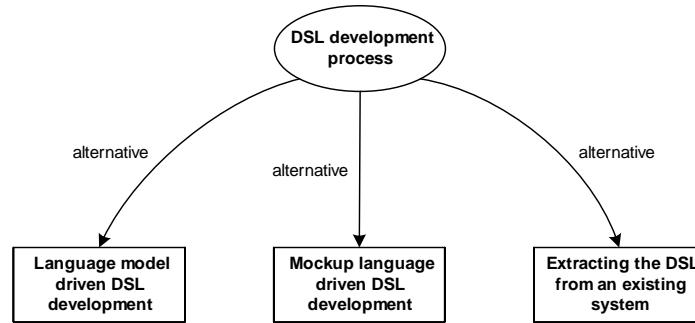 DSL development
process
alternative
alternative
alternative
Language model
driven DSL
development
Mockup language
driven DSL
development
Extracting the DSL
from an existing
system